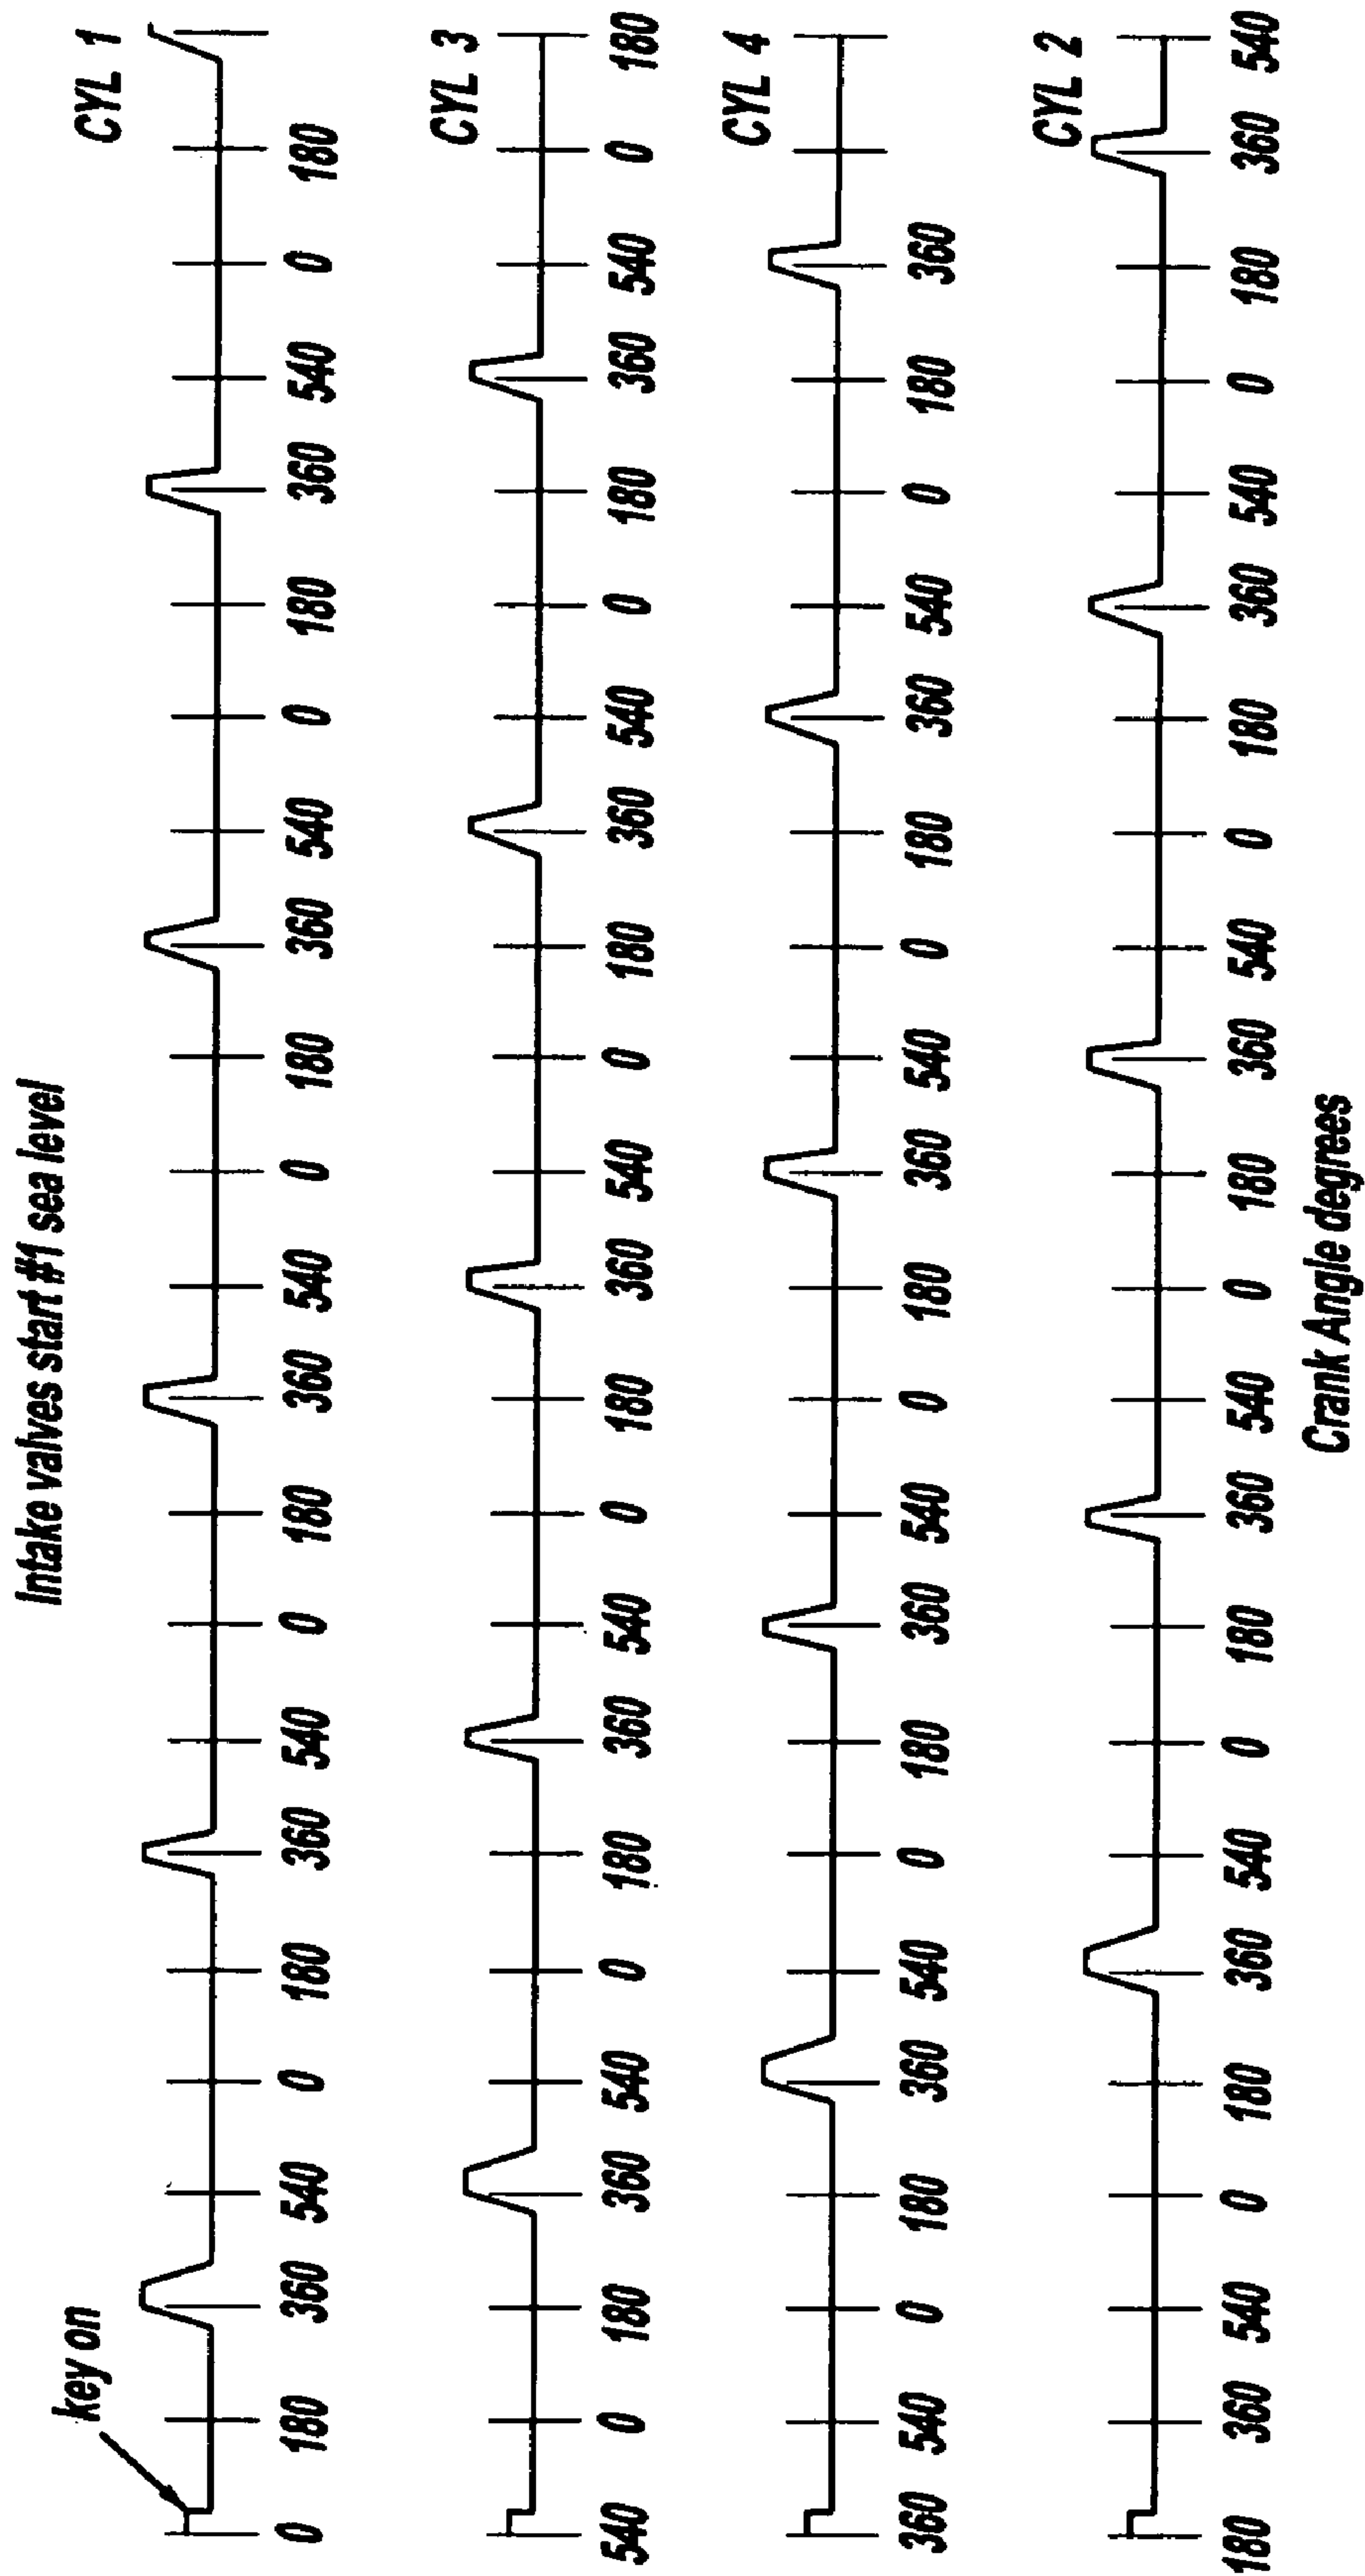 Intake valves start #1 sea level
key on
CYL 1
0 180 360 540 0 180 360 540 0 180 360 540 0 180 360 540 0 180 360 540 0 180
CYL 3
540 0 180 360 540 0 180 360 540 0 180 360 540 0 180 360 540 0 180 360 540 0 180
CYL 4
360 540 0 180 360 540 0 180 360 540 0 180 360 540 0 180 360 540 0 180 360
CYL 2
180 360 540 0 180 360 540 0 180 360 540 0 180 360 540 0 180 360 540 0 180 360 540
Crank Angle degrees